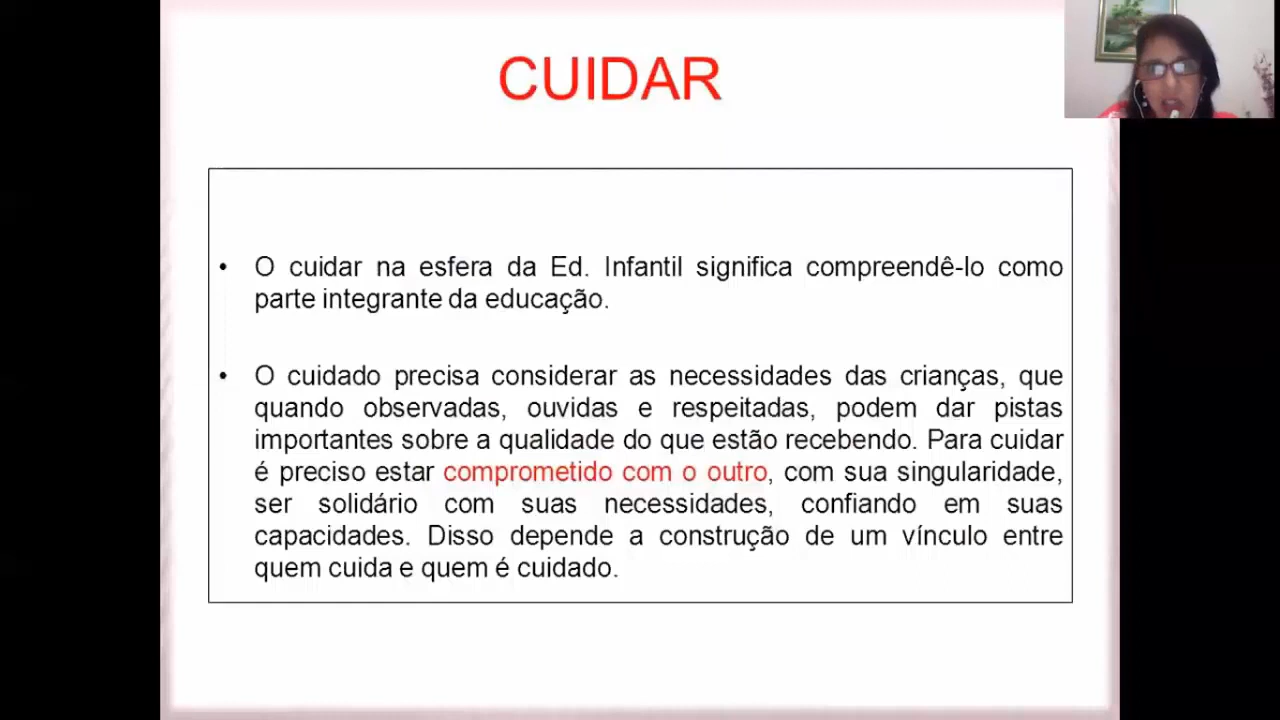 CUIDAR
• O cuidar na esfera da Ed. Infantil significa compreendê-lo como
parte integrante da educação.
• O cuidado precisa considerar as necessidades das crianças, que
quando observadas, ouvidas e respeitadas, podem dar pistas
importantes sobre a qualidade do que estão recebendo. Para cuidar
é preciso estar comprometido com o outro, com sua singularidade,
ser solidário com suas necessidades, confiando em suas
capacidades. Disso depende a construção de um vínculo entre
quem cuida e quem é cuidado.